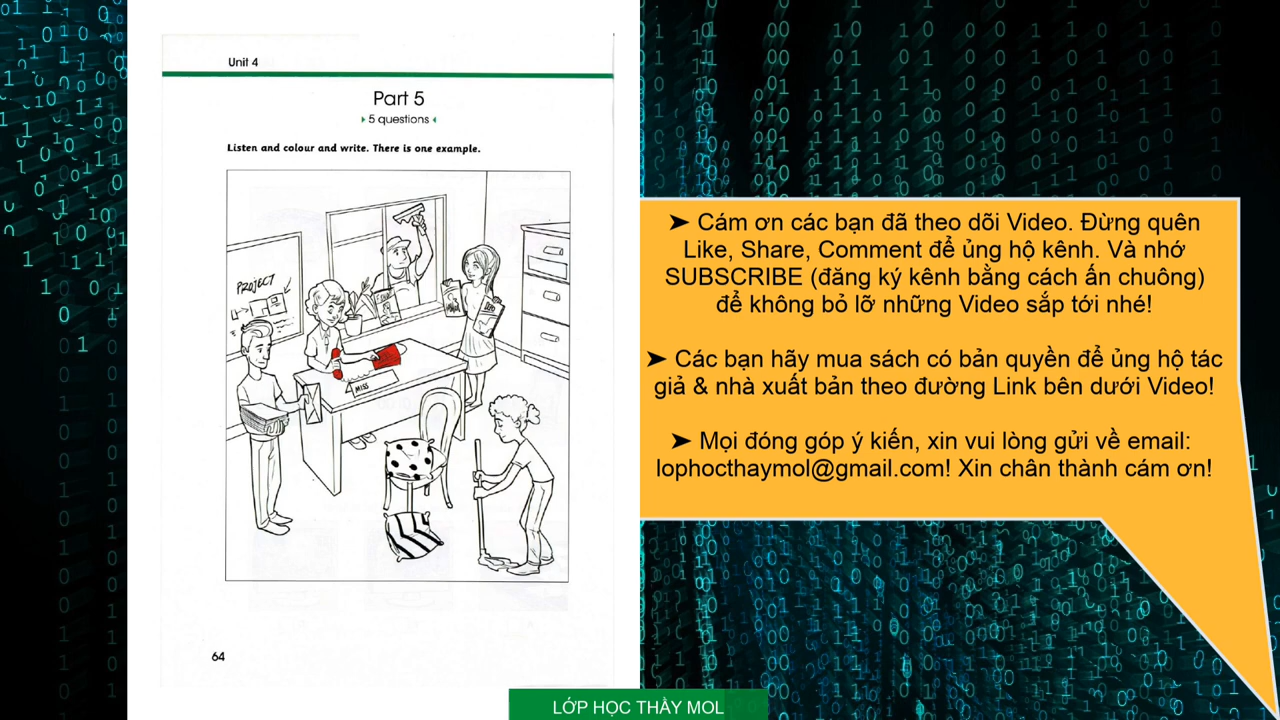 Unit 4
Part 5
5 questions
Listen and colour and write. There is one example.
PROJECT
MISS
64
➤ Cám ơn các bạn đã theo dõi Video. Đừng quên
Like, Share, Comment để ủng hộ kênh. Và nhớ
SUBSCRIBE (đăng ký kênh bằng cách ấn chuông)
để không bỏ lỡ những Video sắp tới nhé!
➤ Các bạn hãy mua sách có bản quyền để ủng hộ tác
giả & nhà xuất bản theo đường Link bên dưới Video!
➤ Mọi đóng góp ý kiến, xin vui lòng gửi về email:
lophocthaymol@gmail.com! Xin chân thành cám ơn!
LỚP HỌC THẦY MOL